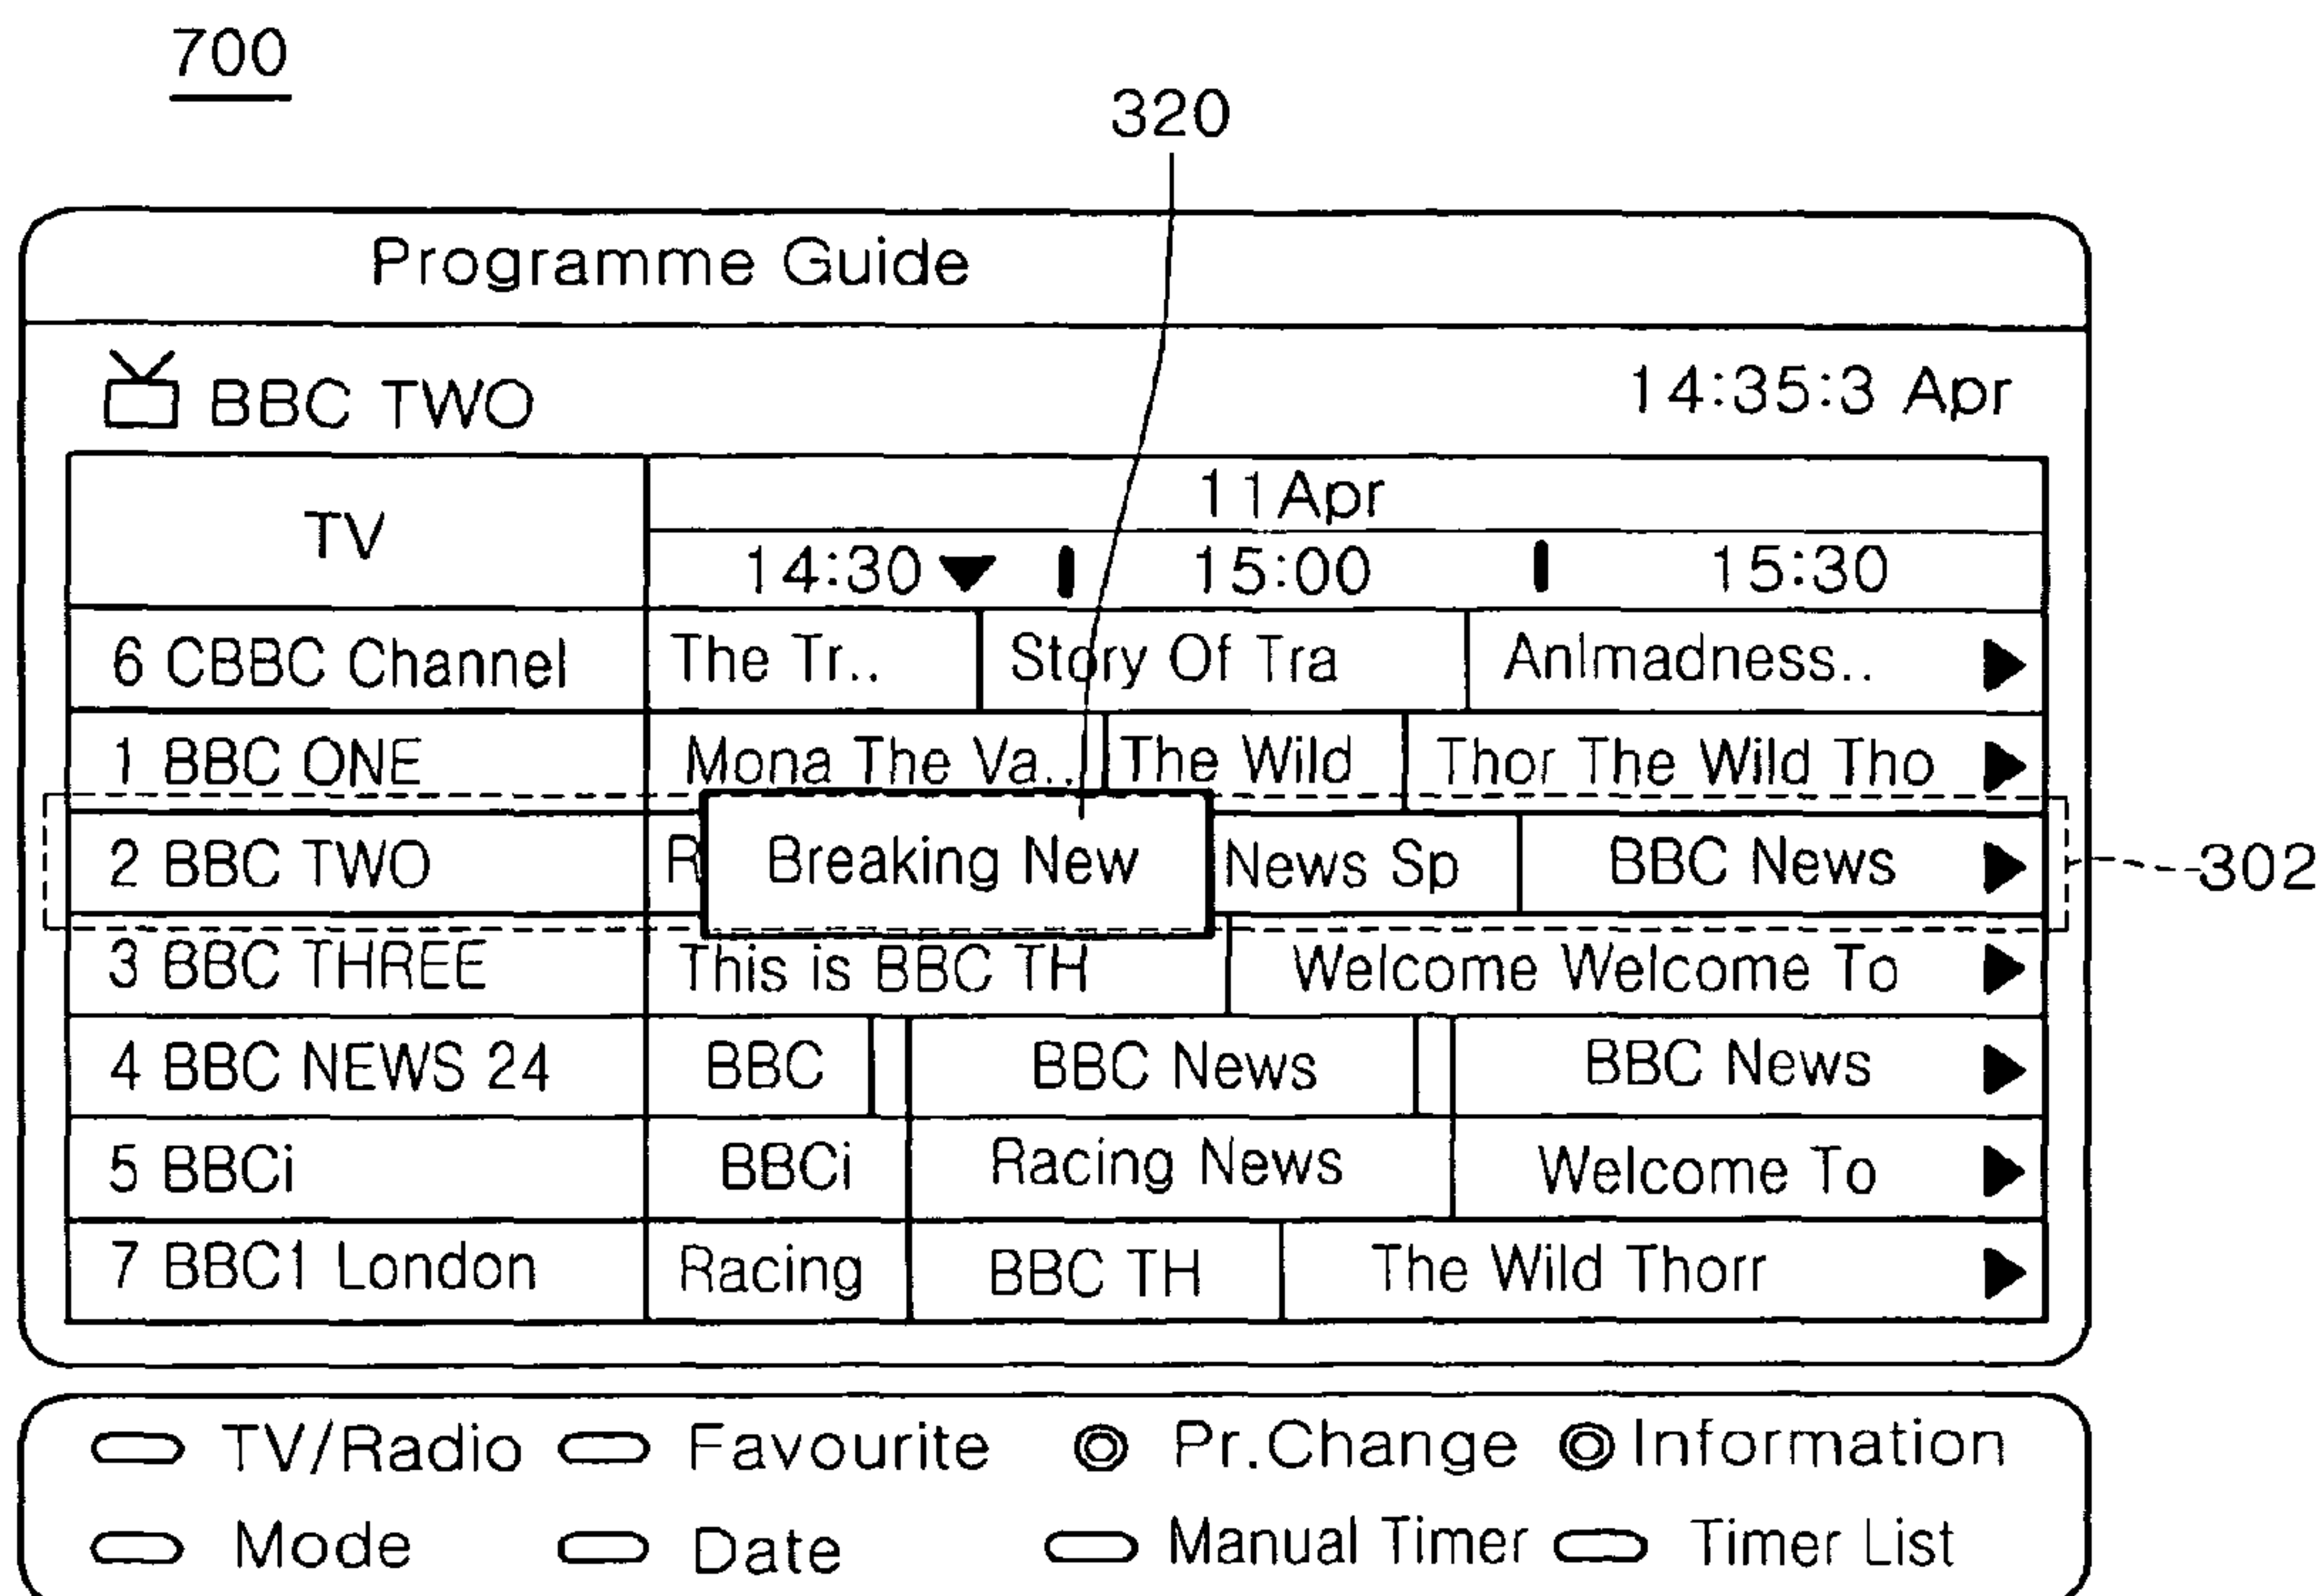 700
320
Programme Guide
BBC TWO 14:35:3 Apr
TV 11Apr
14:30 15:00 15:30
6 CBBC Channel The Tr.. Story Of Tra Anlmadness..
1 BBC ONE Mona The Va.. The Wild Thor The Wild Tho
2 BBC TWO R Breaking New News Sp BBC News 302
3 BBC THREE This is BBC TH Welcome Welcome To
4 BBC NEWS 24 BBC BBC News BBC News
5 BBCi BBCi Racing News Welcome To
7 BBC1 London Racing BBC TH The Wild Thorr
TV/Radio Favourite Pr.Change Information
Mode Date Manual Timer Timer List